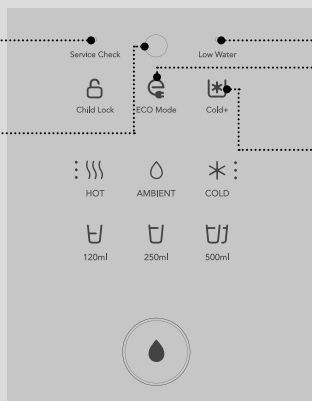 Service Check
Low Water
Child Lock
ECO Mode
Cold+
HOT
AMBIENT
COLD
120ml
250ml
500ml